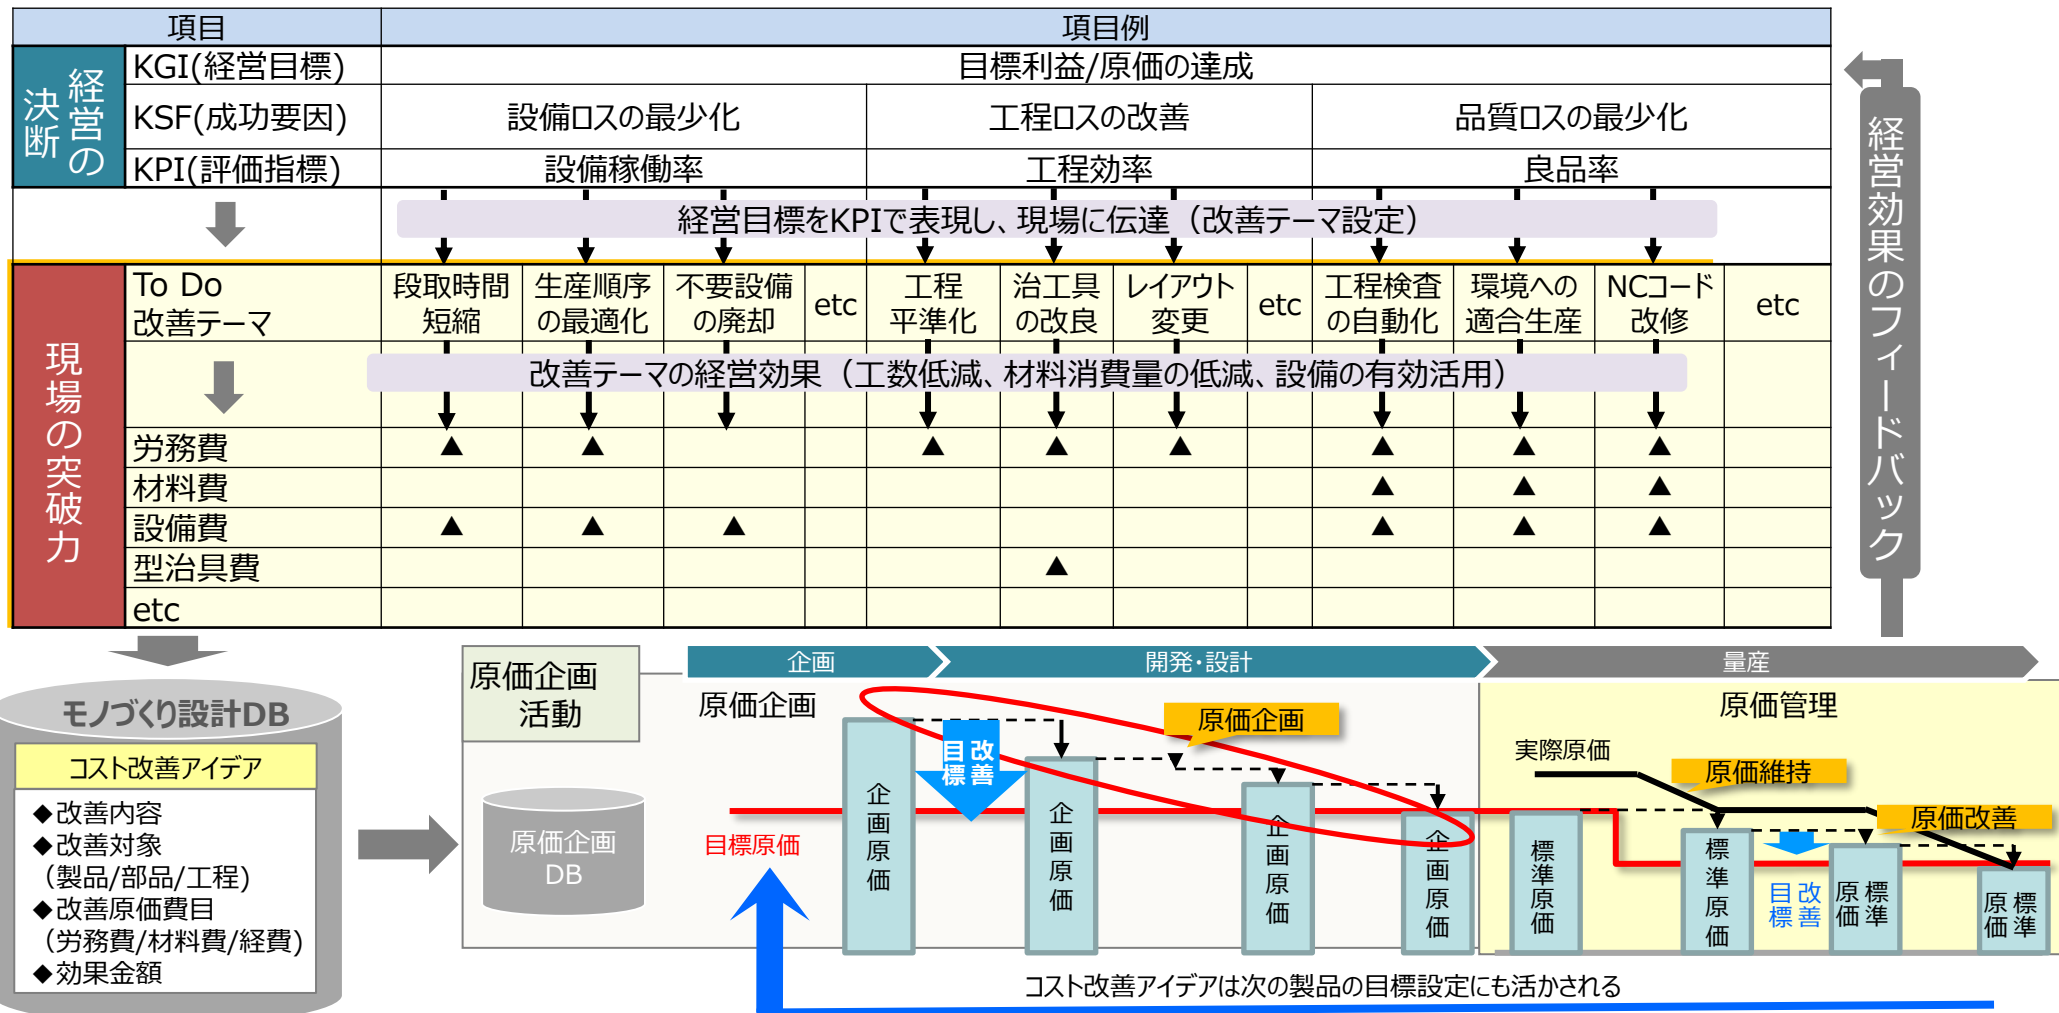 項目
項目例
経営の
決断
KGI(経営目標)
目標利益/原価の達成
KSF(成功要因)
設備ロスの最少化
工程ロスの改善
品質ロスの最少化
KPI(評価指標)
設備稼働率
工程効率
良品率
経営目標をKPIで表現し、現場に伝達（改善テーマ設定）
現場の突破力
To Do
改善テーマ
段取時間
短縮
生産順序
の最適化
不要設備
の廃却
etc
工程
平準化
治工具
の改良
レイアウト
変更
etc
工程検査
の自動化
環境への
適合生産
NCコード
改修
etc
改善テーマの経営効果（工数低減、材料消費量の低減、設備の有効活用）
労務費
▲ ▲ ▲ ▲ ▲ ▲ ▲ ▲
材料費
▲ ▲ ▲
設備費
▲ ▲ ▲ ▲ ▲ ▲
型治具費
▲
etc
経営効果のフィードバック
モノづくり設計DB
コスト改善アイデア
◆改善内容
◆改善対象
（製品/部品/工程)
◆改善原価費目
（労務費/材料費/経費)
◆効果金額
原価企画
活動
企画
開発・設計
量産
原価企画
原価企画
DB
目標原価
企画原価
改善
目標
企画原価
原価企画
企画原価
企画原価
原価管理
実際原価
原価維持
原価改善
標準原価
標準原価
改善
目標
標準
原価
標準
原価
コスト改善アイデアは次の製品の目標設定にも活かされる